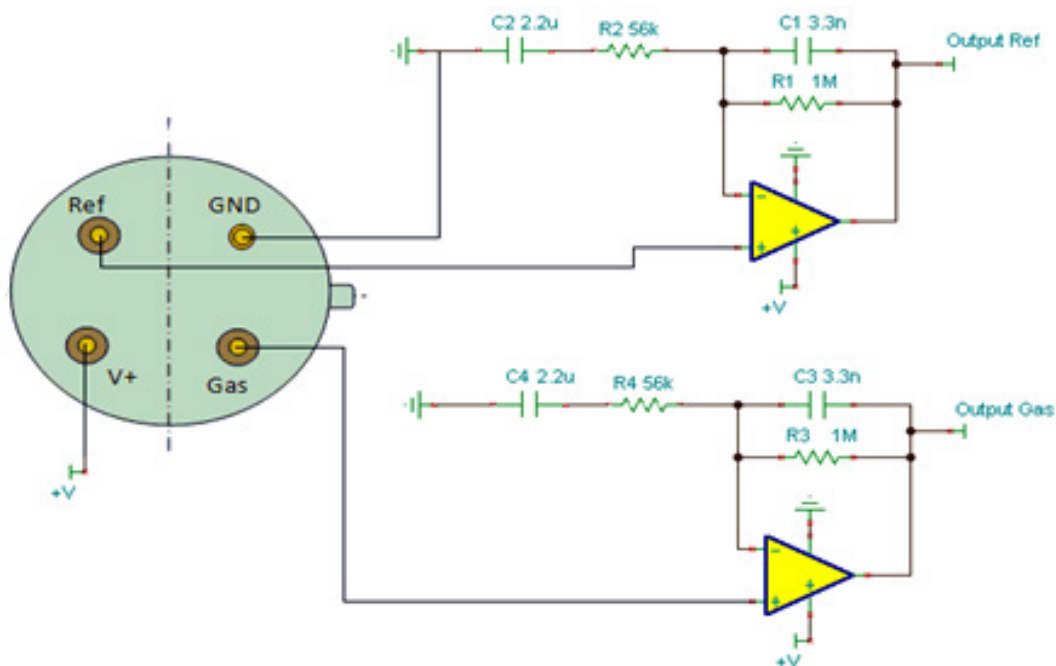 C2 2.2u
R2 56k
C1 3.3n
Output Ref
R1 1M
Ref
GND
- 
+
+
+V
V+
Gas
+V
C4 2.2u
R4 56k
C3 3.3n
Output Gas
R3 1M
-
+
+
+V